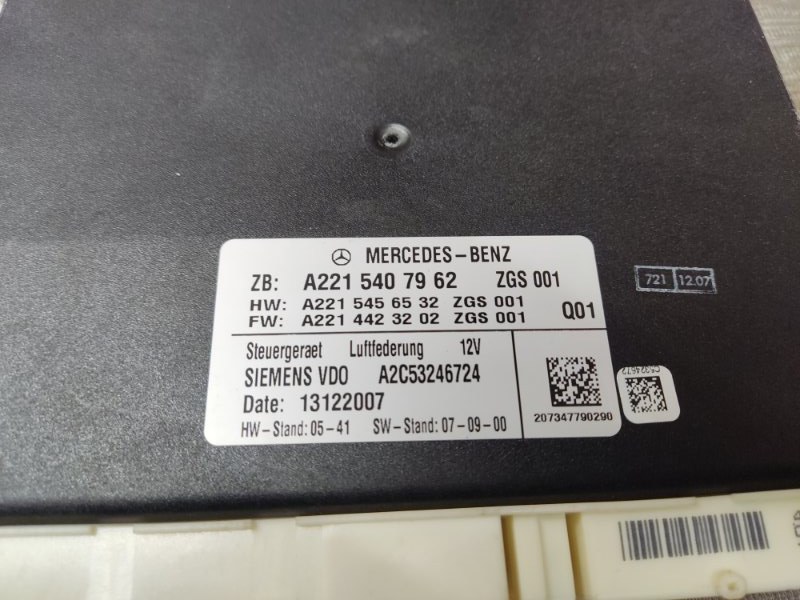 MERCEDES-BENZ
ZB: A221 540 79 62 ZGS 001
HW: A221 545 65 32 ZGS 001
FW: A221 442 32 02 ZGS 001 Q01
Steuergeraet Luftfederung 12V
SIEMENS VDO A2C53246724
Date: 13122007
HW-Stand: 05-41 SW-Stand: 07-09-00
207347790290
721 12.07